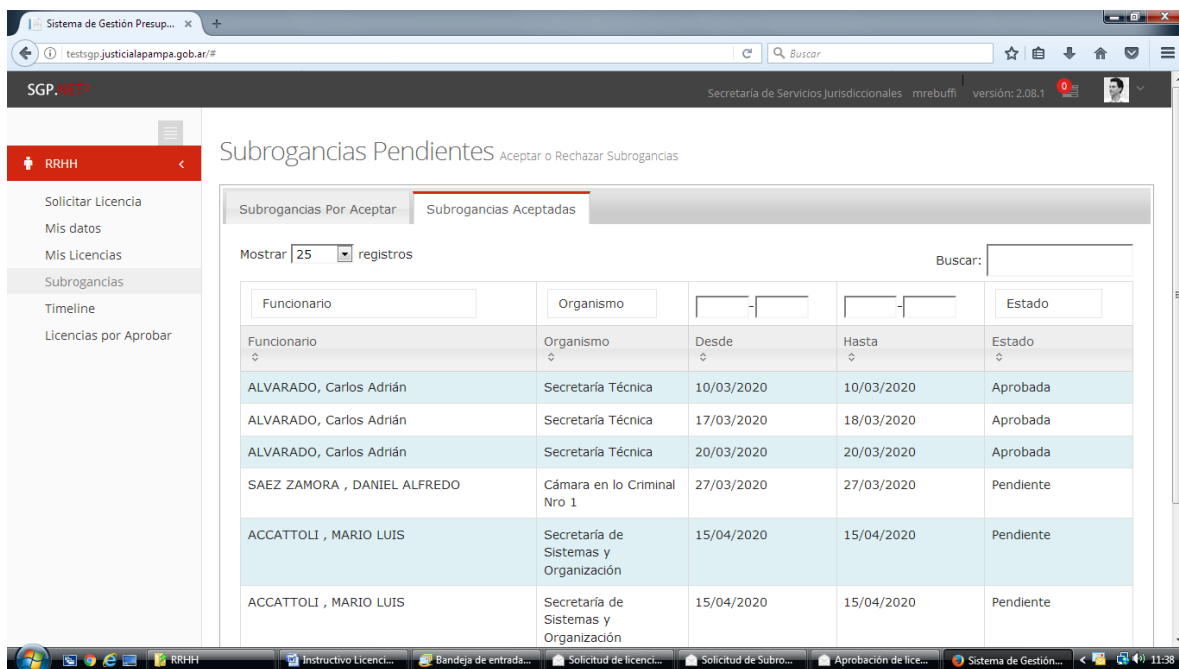 Sistema de Gestión Presup... × +
testsgp.justicialapampa.gob.ar/# Buscar
SGP.NET2 Secretaría de Servicios Jurisdiccionales mrebuffi versión: 2.08.1 0
RRHH
Solicitar Licencia
Mis datos
Mis Licencias
Subrogancias
Timeline
Licencias por Aprobar
Subrogancias Pendientes Aceptar o Rechazar Subrogancias
Subrogancias Por Aceptar Subrogancias Aceptadas
Mostrar 25 registros Buscar:
Funcionario Organismo - - Estado
Funcionario Organismo Desde Hasta Estado
ALVARADO, Carlos Adrián Secretaría Técnica 10/03/2020 10/03/2020 Aprobada
ALVARADO, Carlos Adrián Secretaría Técnica 17/03/2020 18/03/2020 Aprobada
ALVARADO, Carlos Adrián Secretaría Técnica 20/03/2020 20/03/2020 Aprobada
SAEZ ZAMORA , DANIEL ALFREDO Cámara en lo Criminal 27/03/2020 27/03/2020 Pendiente
Nro 1
ACCATTOLI , MARIO LUIS Secretaría de 15/04/2020 15/04/2020 Pendiente
Sistemas y
Organización
ACCATTOLI , MARIO LUIS Secretaría de 15/04/2020 15/04/2020 Pendiente
Sistemas y
Organización
RRHH Instructivo Licenci... Bandeja de entrada... Solicitud de licenci... Solicitud de Subro... Aprobación de lice... Sistema de Gestión... 11:38